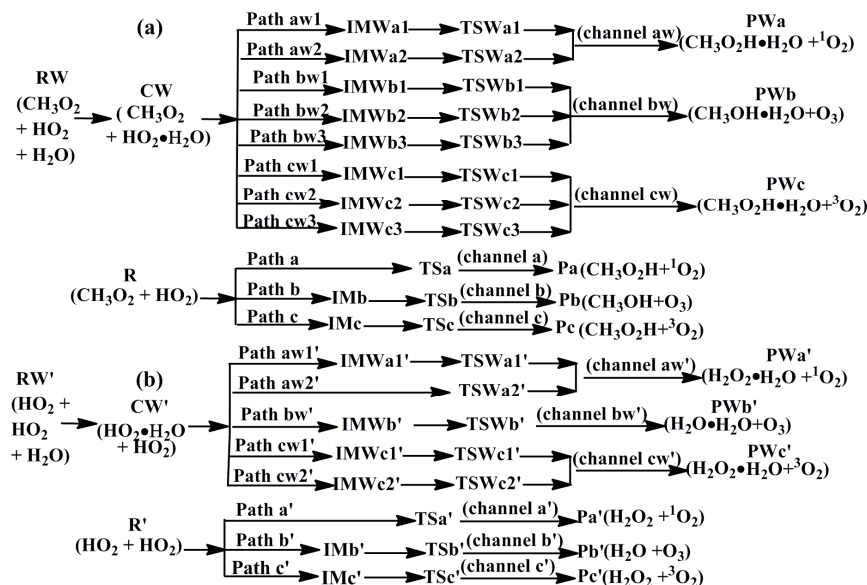 (a)
Path aw1 IMWa1 TSWa1 (channel aw) PWa
(CH₃O₂H•H₂O +¹O₂)
Path aw2 IMWa2 TSWa2
RW CW
(CH₃O₂ ( CH₃O₂
+ HO₂ + HO₂•H₂O)
+ H₂O)
Path bw1 IMWb1 TSWb1
Path bw2 IMWb2 TSWb2 (channel bw) PWb
(CH₃OH•H₂O+O₃)
Path bw3 IMWb3 TSWb3
Path cw1 IMWc1 TSWc1
Path cw2 IMWc2 TSWc2 (channel cw) PWc
(CH₃O₂H•H₂O+³O₂)
Path cw3 IMWc3 TSWc3
R
(CH₃O₂ + HO₂)
Path a TSa (channel a) Pa(CH₃O₂H+¹O₂)
Path b IMb TSb (channel b) Pb(CH₃OH+O₃)
Path c IMc TSc (channel c) Pc(CH₃O₂H+³O₂)
(b)
RW' CW'
(HO₂ + (HO₂•H₂O
HO₂ + HO₂)
+ H₂O)
Path aw1' IMWa1' TSWa1' (channel aw') PWa'
(H₂O₂•H₂O +¹O₂)
Path aw2' TSWa2'
Path bw' IMWb' TSWb' (channel bw') PWb'
(H₂O•H₂O+O₃)
Path cw1' IMWc1' TSWc1' (channel cw') PWc'
(H₂O₂•H₂O+³O₂)
Path cw2' IMWc2' TSWc2'
R'
(HO₂ + HO₂)
Path a' TSa' (channel a') Pa'(H₂O₂ +¹O₂)
Path b' IMb' TSb' (channel b') Pb'(H₂O +O₃)
Path c' IMc' TSc' (channel c') Pc'(H₂O₂ +³O₂)